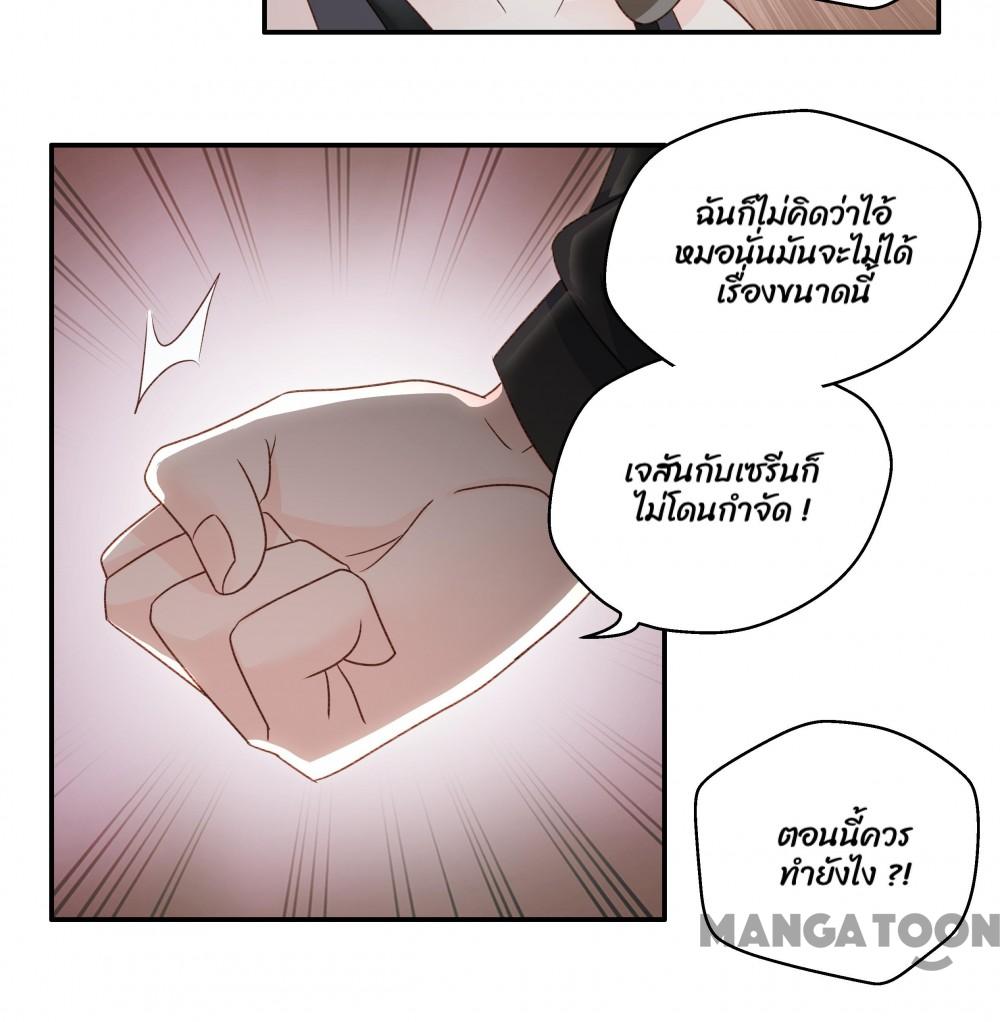 ฉันก็ไม่คิดว่าไอ้
หมอนั่นมันจะไม่ได้
เรื่องขนาดนี้
เจสันกับเซรีนก็
ไม่โดนกำจัด !
ตอนนี้ควร
ทำยังไง ?!
MANGATOON